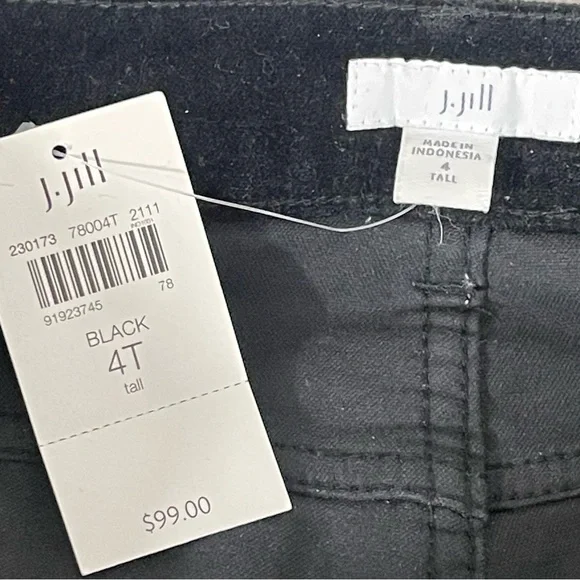 J.Jill
230173 78004T 2111
91923745 78
BLACK
4T
tall
$99.00
J.Jill
MADE IN
INDONESIA
4
TALL